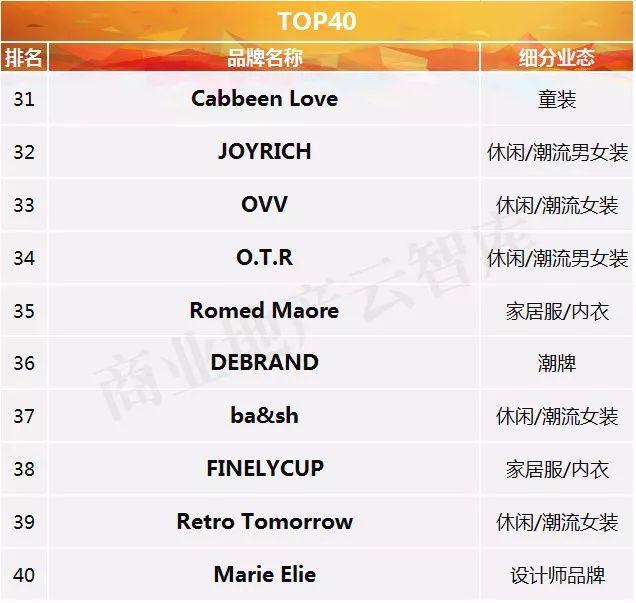 TOP40
排名 品牌名称 细分业态
31 Cabbeen Love 童装
32 JOYRICH 休闲/潮流男女装
33 OVV 休闲/潮流女装
34 O.T.R 休闲/潮流男女装
35 Romed Maore 家居服/内衣
36 DEBRAND 潮牌
37 ba&sh 休闲/潮流女装
38 FINELYCUP 家居服/内衣
39 Retro Tomorrow 休闲/潮流女装
40 Marie Elie 设计师品牌
商业地产云智库